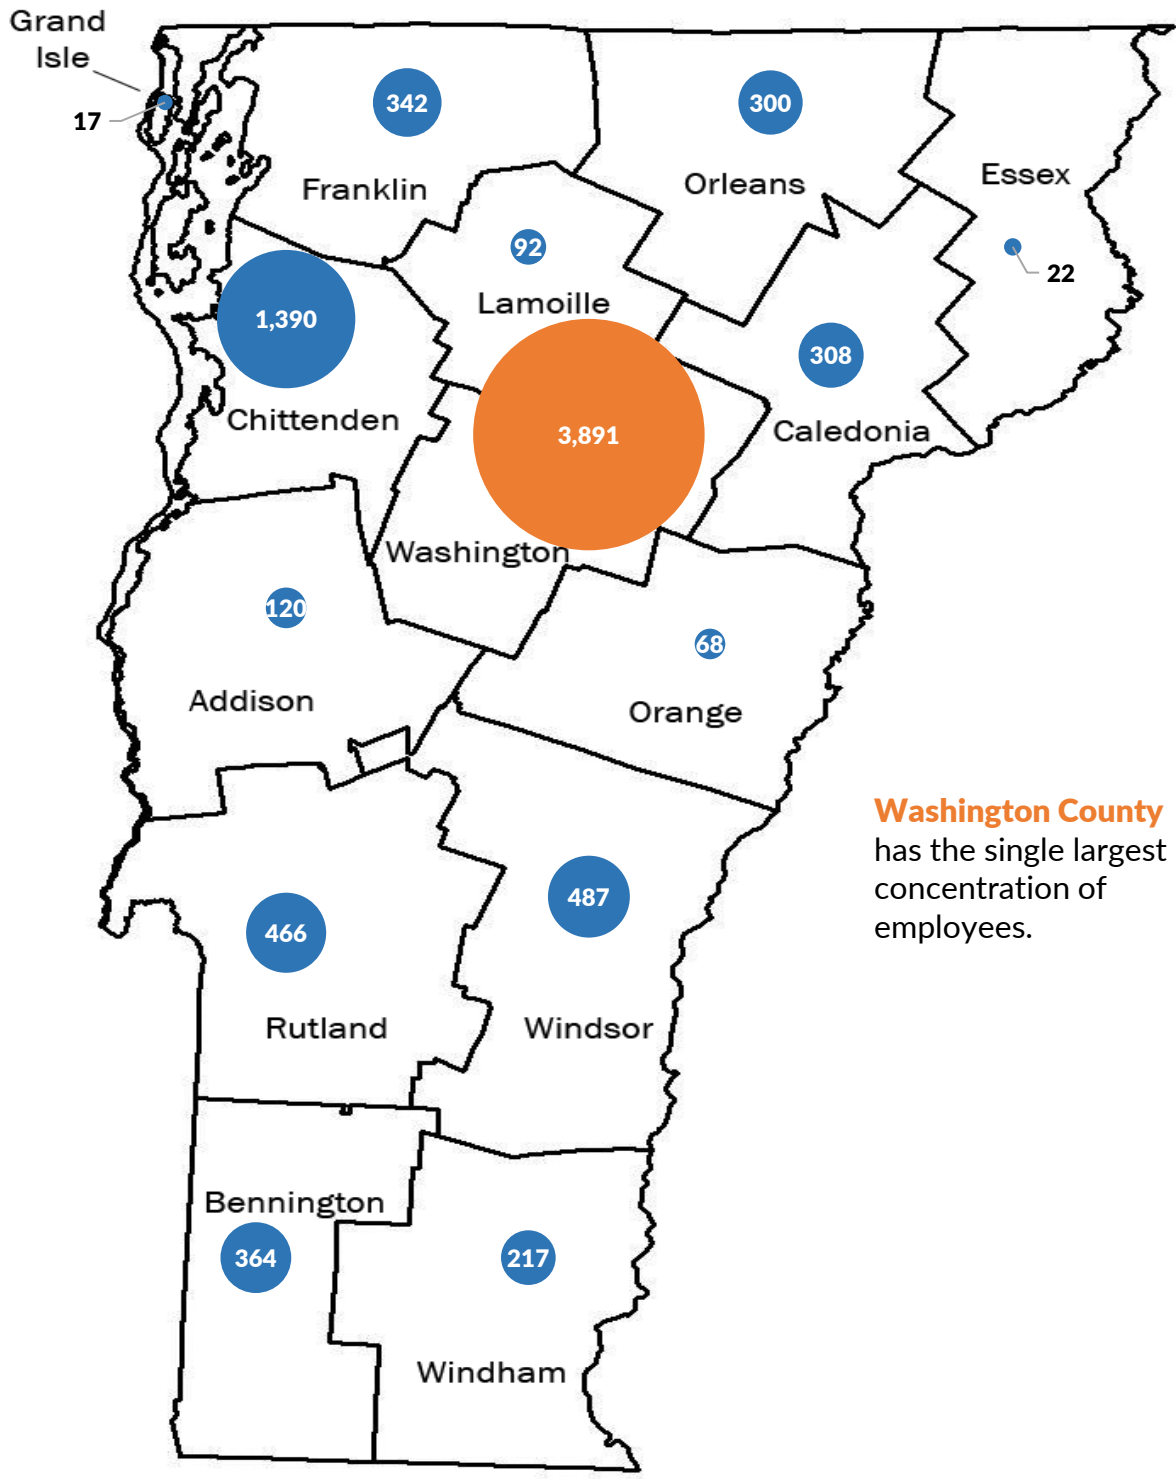 Grand
Isle
17
342
Franklin
300
Orleans
Essex
22
92
Lamoille
1,390
Chittenden
308
Caledonia
3,891
Washington
120
Addison
68
Orange
Washington County
has the single largest
concentration of
employees.
466
Rutland
487
Windsor
Bennington
364
217
Windham